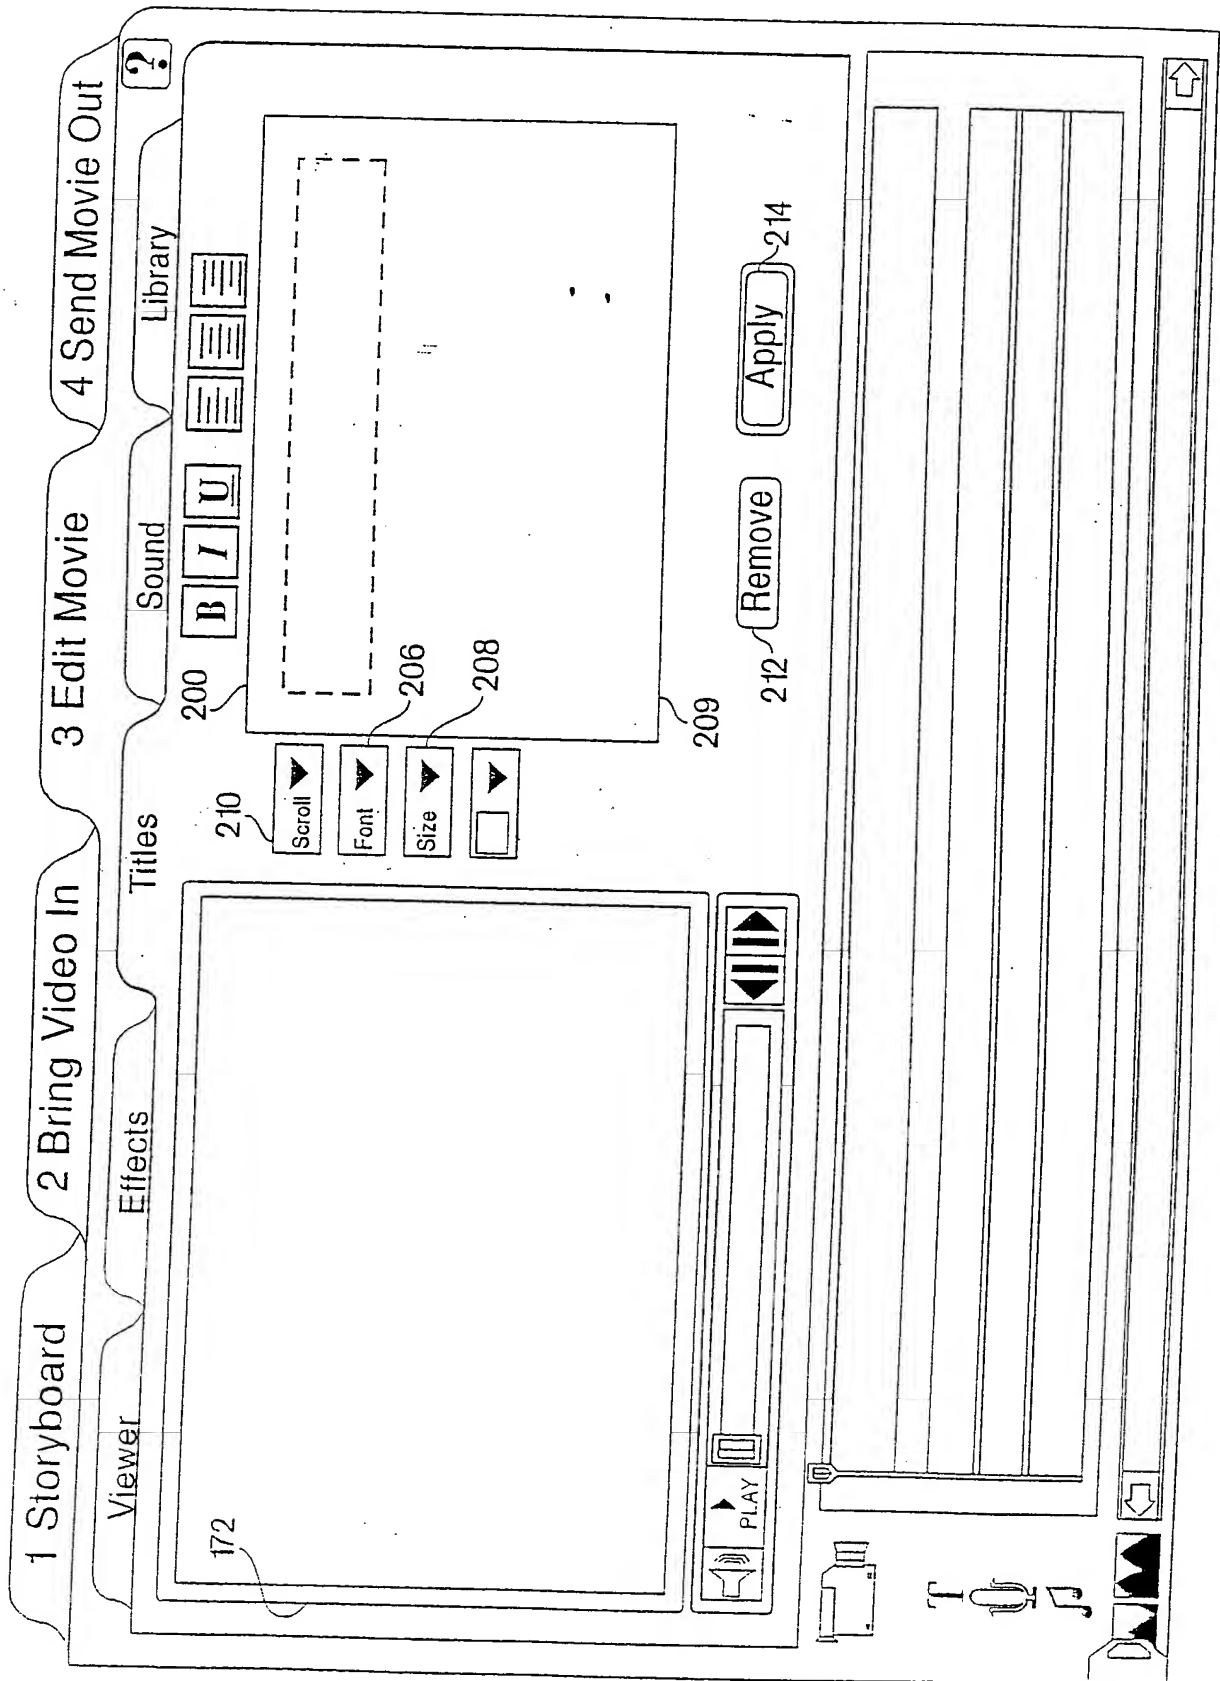 1 Storyboard
2 Bring Video In
3 Edit Movie
4 Send Movie Out
Viewer
Effects
Titles
Sound
Library
?
172
200
B I U
210
Scroll
Font
206
Size
208
209
212
Remove
Apply
214
PLAY
T